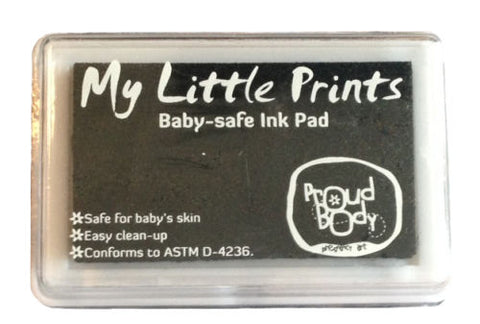 My Little Prints
Baby-safe Ink Pad
Proud
Body
*Safe for baby's skin
*Easy clean-up
*Conforms to ASTM D-4236.